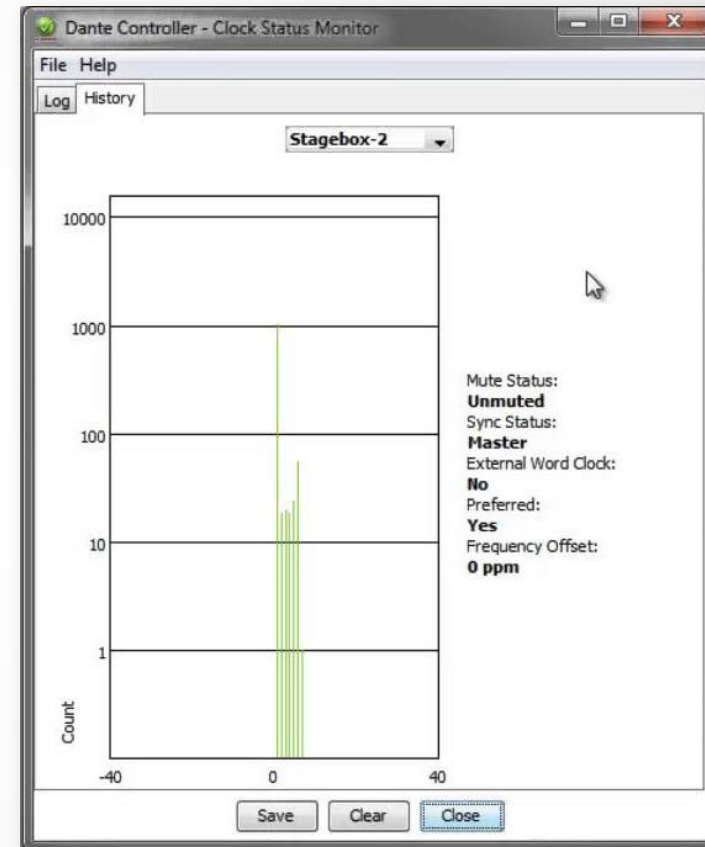 Dante Controller - Clock Status Monitor
File Help
Log History
Stagebox-2
10000
1000
100
10
1
Count
-40 0 40
Mute Status:
Unmuted
Sync Status:
Master
External Word Clock:
No
Preferred:
Yes
Frequency Offset:
0 ppm
Save Clear Close